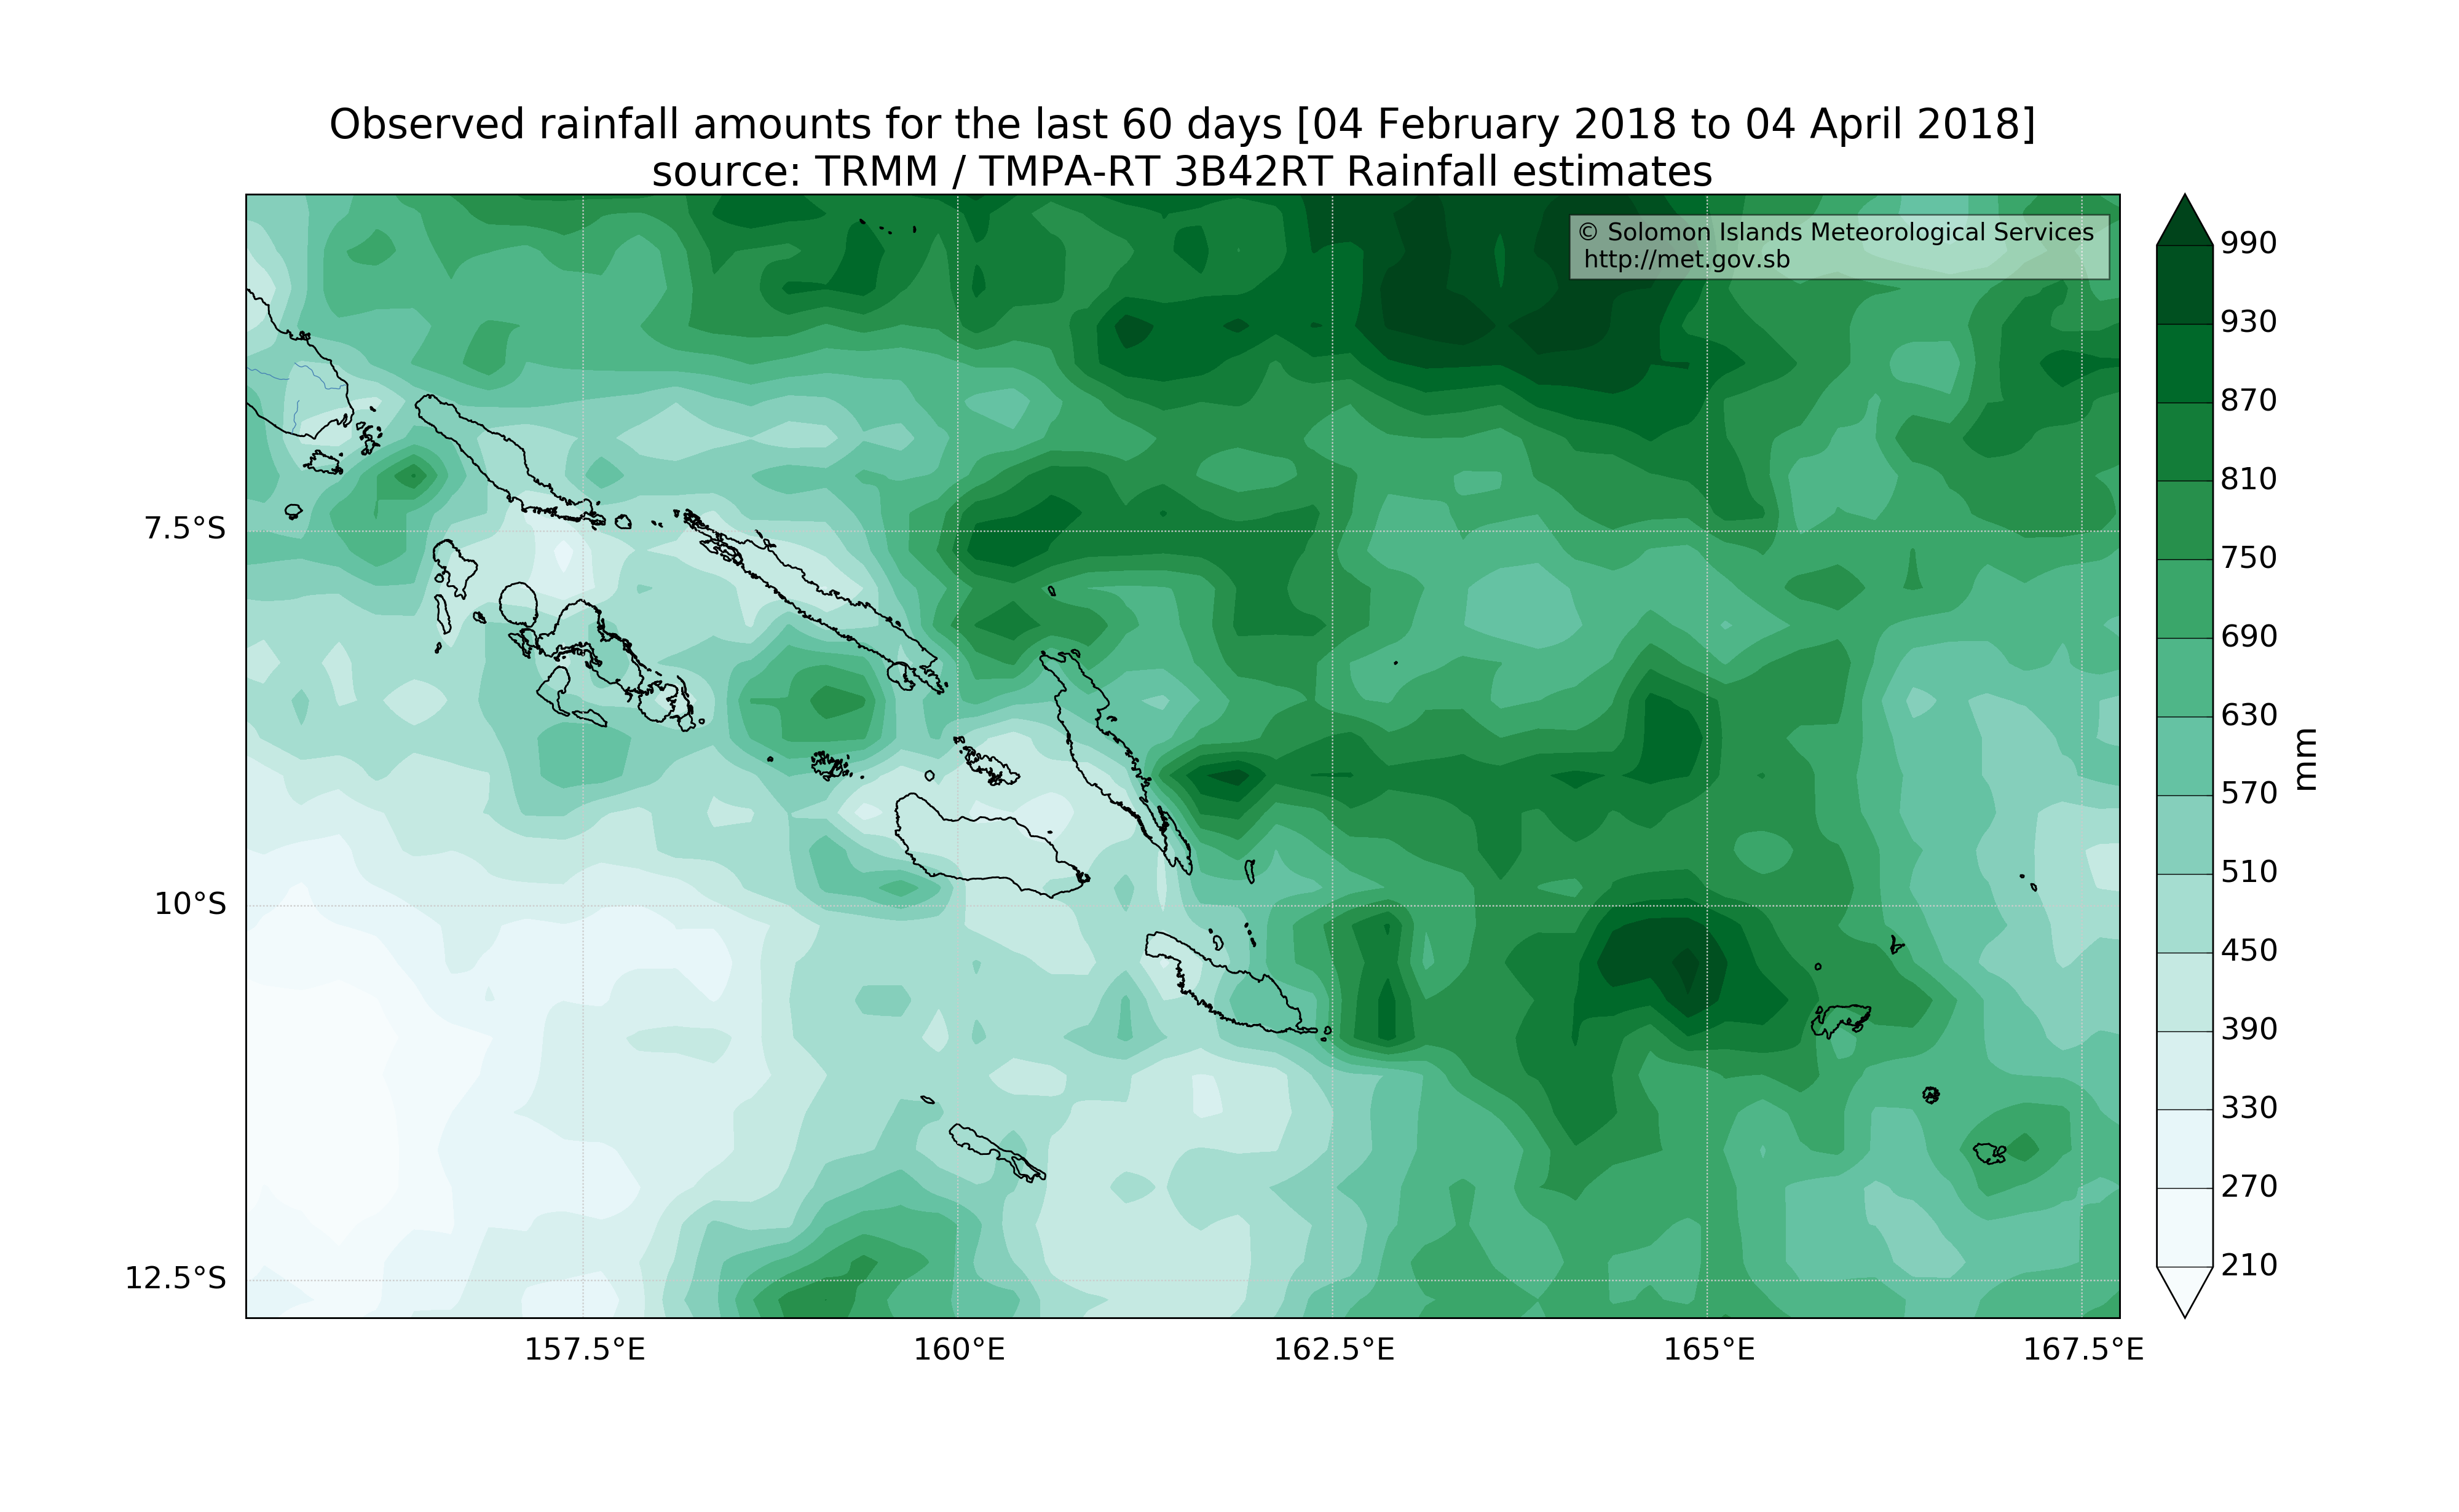 Observed rainfall amounts for the last 60 days [04 February 2018 to 04 April 2018]
source: TRMM / TMPA-RT 3B42RT Rainfall estimates
© Solomon Islands Meteorological Services
http://met.gov.sb
7.5°S
10°S
12.5°S
157.5°E
160°E
162.5°E
165°E
167.5°E
990
930
870
810
750
690
630
570
510
450
390
330
270
210
mm